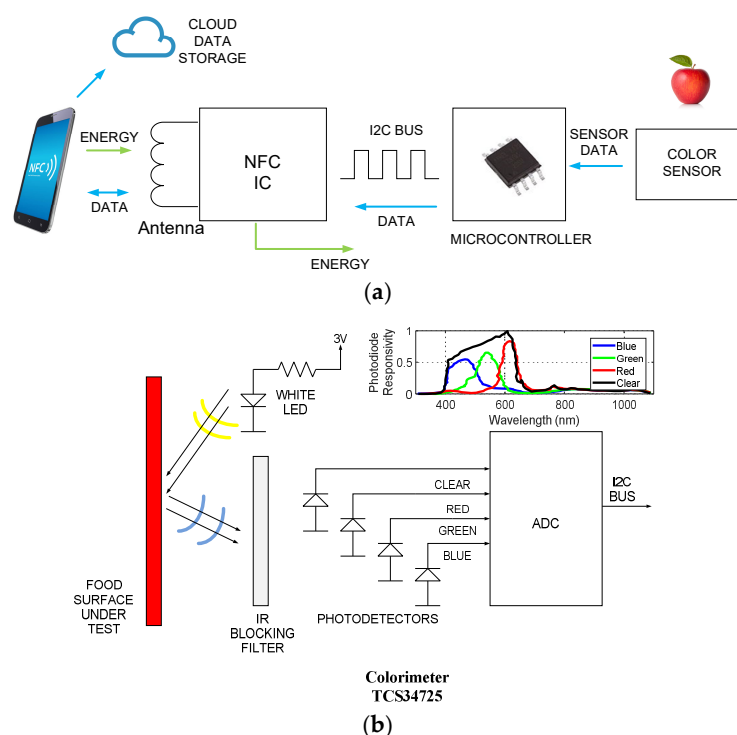 CLOUD
DATA
STORAGE
ENERGY
NFC
DATA
Antenna
NFC
IC
I2C BUS
DATA
ENERGY
MICROCONTROLLER
SENSOR
DATA
COLOR
SENSOR
(a)
3V
WHITE
LED
Photodiode
Responsivity
1
0.5
0
400
600
800
1000
Wavelength (nm)
Blue
Green
Red
Clear
CLEAR
RED
GREEN
BLUE
ADC
I2C
BUS
FOOD
SURFACE
UNDER
TEST
IR
BLOCKING
FILTER
PHOTODETECTORS
Colorimeter
TCS34725
(b)